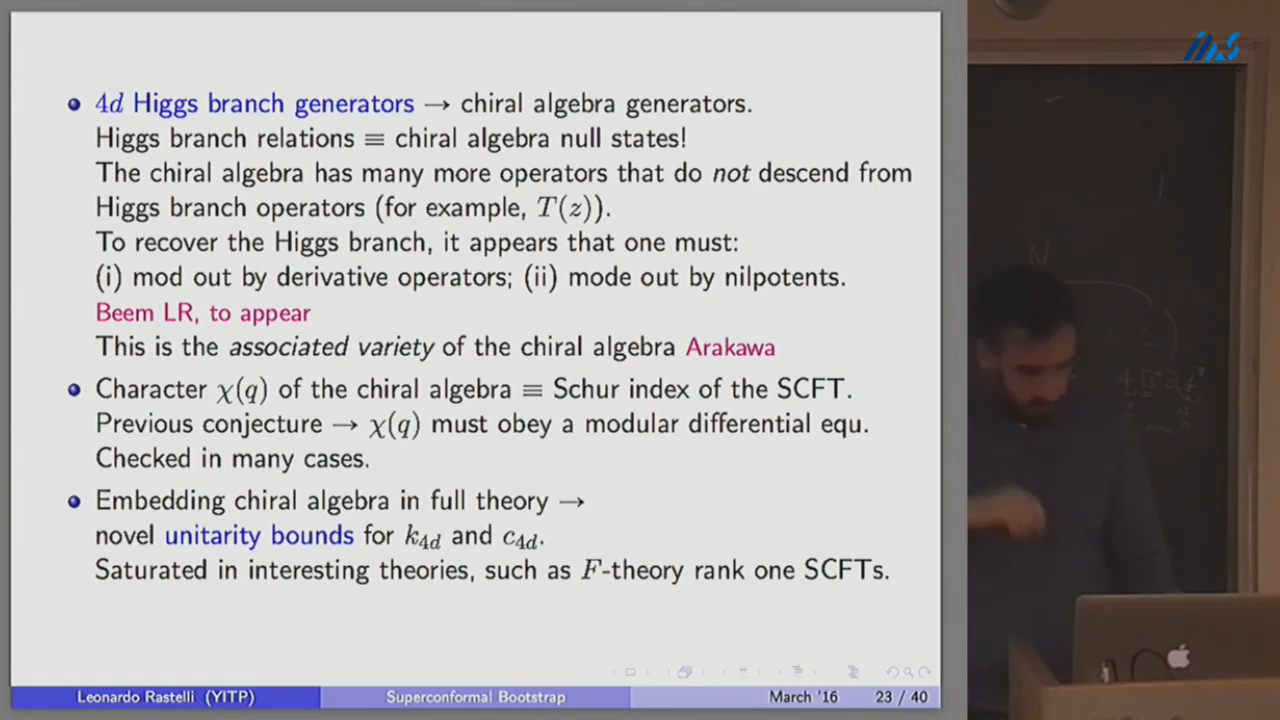 4d Higgs branch generators → chiral algebra generators.
Higgs branch relations ≡ chiral algebra null states!
The chiral algebra has many more operators that do not descend from
Higgs branch operators (for example, T(z)).
To recover the Higgs branch, it appears that one must:
(i) mod out by derivative operators; (ii) mode out by nilpotents.
Beem LR, to appear
This is the associated variety of the chiral algebra Arakawa
Character χ(q) of the chiral algebra ≡ Schur index of the SCFT.
Previous conjecture → χ(q) must obey a modular differential equ.
Checked in many cases.
Embedding chiral algebra in full theory →
novel unitarity bounds for k4d and c4d.
Saturated in interesting theories, such as F-theory rank one SCFTs.
Leonardo Rastelli (YITP) Superconformal Bootstrap March '16 23 / 40
ihs
N